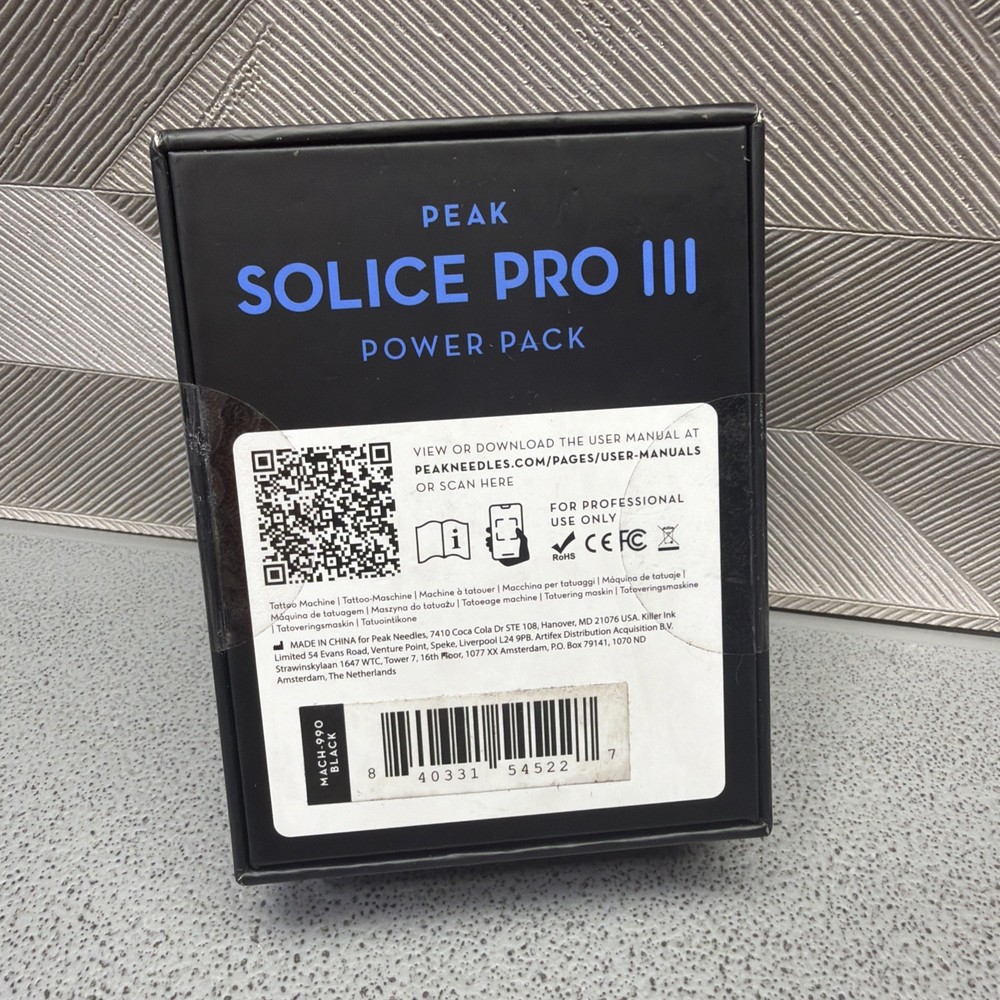 PEAK
SOLICE PRO III
POWER PACK
VIEW OR DOWNLOAD THE USER MANUAL AT
PEAKNEEDLES.COM/PAGES/USER-MANUALS
OR SCAN HERE
FOR PROFESSIONAL
USE ONLY
i
RoHS CE FC
Tattoo Machine | Tattoo-Maschine | Machine à tatouer | Macchina per tatuaggi | Máquina de tatuaje |
Máquina de tatuagem | Maszyna do tatuażu | Tatoeage machine | Tatuering maskin | Tatoveringsmaskine
| Tatoveringsmaskin | Tatuointikone
MADE IN CHINA for Peak Needles, 7410 Coca Cola Dr STE 108, Hanover, MD 21076 USA. Killer Ink
Limited 54 Evans Road, Venture Point, Speke, Liverpool L24 9PB. Artifex Distribution Acquisition B.V.
Strawinskylaan 1647 WTC, Tower 7, 16th Floor, 1077 XX Amsterdam, P.O. Box 79141, 1070 ND
Amsterdam, The Netherlands
MACH-990
BLACK
8 40331 54522 7